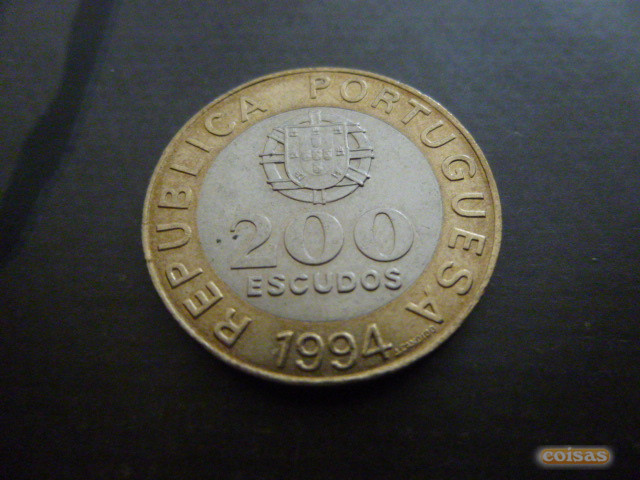 REPUBLICA PORTUGUESA
200
ESCUDOS
1994
coisas